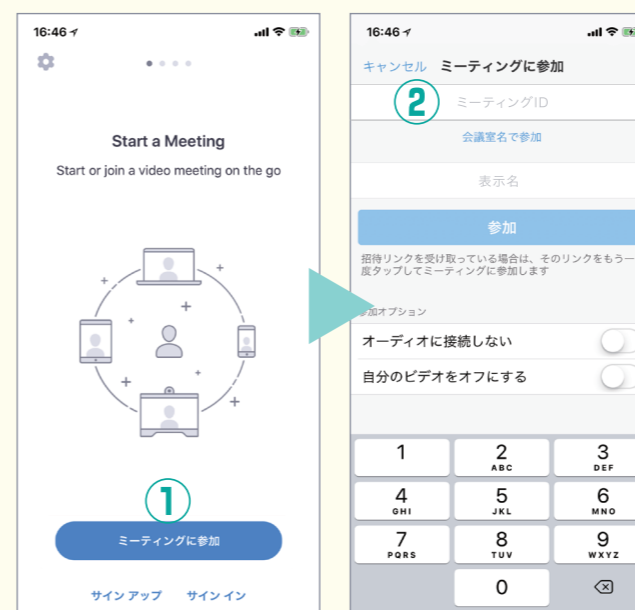 16:46
Start a Meeting
Start or join a video meeting on the go
①
ミーティングに参加
サイン アップ サイン イン
16:46
キャンセル ミーティングに参加
② ミーティングID
会議室名で参加
表示名
参加
招待リンクを受け取っている場合は、そのリンクをもう一
度タップしてミーティングに参加します
加オプション
オーディオに接続しない
自分のビデオをオフにする
1 2 3
ABC DEF
4 5 6
GHI JKL MNO
7 8 9
PQRS TUV WXYZ
0